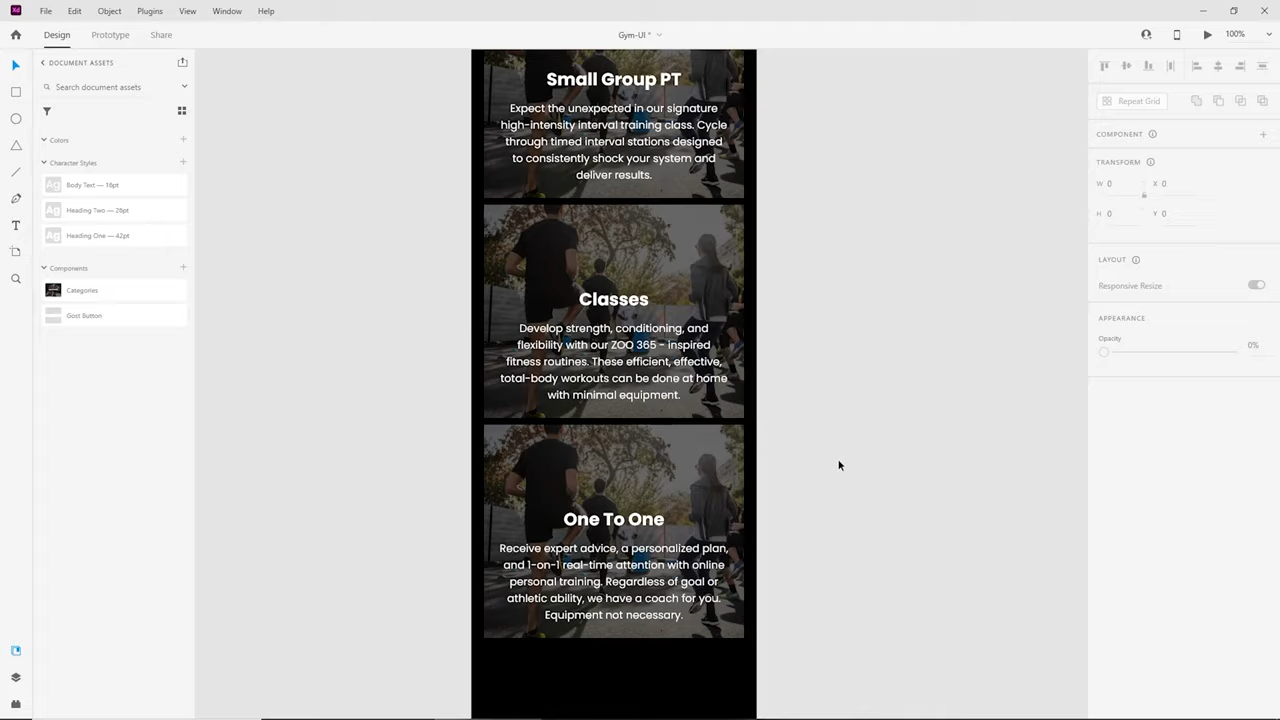 Xd File Edit Object Plugins View Window Help
Design Prototype Share Gym-UI * 100%
DOCUMENT ASSETS
Search document assets
Colors
Character Styles
Ag Body Text — 16pt
Ag Heading Two — 26pt
Ag Heading One — 42pt
Components
Categories
Gost Button
Small Group PT
Expect the unexpected in our signature
high-intensity interval training class. Cycle
through timed interval stations designed
to consistently shock your system and
deliver results.
Classes
Develop strength, conditioning, and
flexibility with our ZOO 365 - inspired
fitness routines. These efficient, effective,
total-body workouts can be done at home
with minimal equipment.
One To One
Receive expert advice, a personalized plan,
and 1-on-1 real-time attention with online
personal training. Regardless of goal or
athletic ability, we have a coach for you.
Equipment not necessary.
Repeat Grid
COMPONENT
TRANSFORM
W 0 X 0
H 0 Y 0
LAYOUT
Responsive Resize
APPEARANCE
Opacity
0%